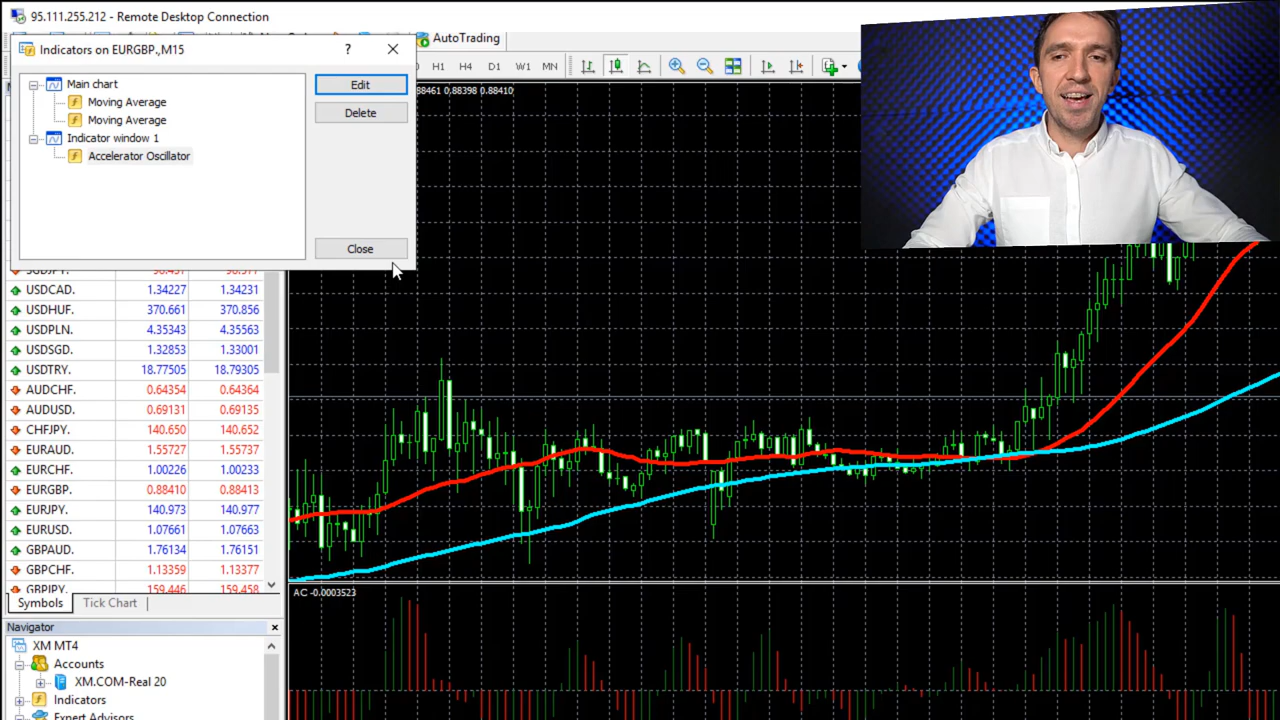 95.111.255.212 - Remote Desktop Connection
Indicators on EURGBP.,M15
?
Main chart
Moving Average
Moving Average
Indicator window 1
Accelerator Oscillator
Edit
Delete
Close
AutoTrading
H1 H4 D1 W1 MN
88461 0.88398 0.88410
USDCAD. 1.34227 1.34231
USDHUF. 370.661 370.856
USDPLN. 4.35343 4.35563
USDSGD. 1.32853 1.33001
USDTRY. 18.77505 18.79305
AUDCHF. 0.64354 0.64364
AUDUSD. 0.69131 0.69135
CHFJPY. 140.650 140.652
EURAUD. 1.55727 1.55737
EURCHF. 1.00226 1.00233
EURGBP. 0.88410 0.88413
EURJPY. 140.973 140.977
EURUSD. 1.07661 1.07663
GBPAUD. 1.76134 1.76151
GBPCHF. 1.13359 1.13377
GBPJPY. 159.446 159.458
Symbols
Tick Chart
AC -0.0003523
Navigator
XM MT4
Accounts
XM.COM-Real 20
Indicators
Expert Advisors